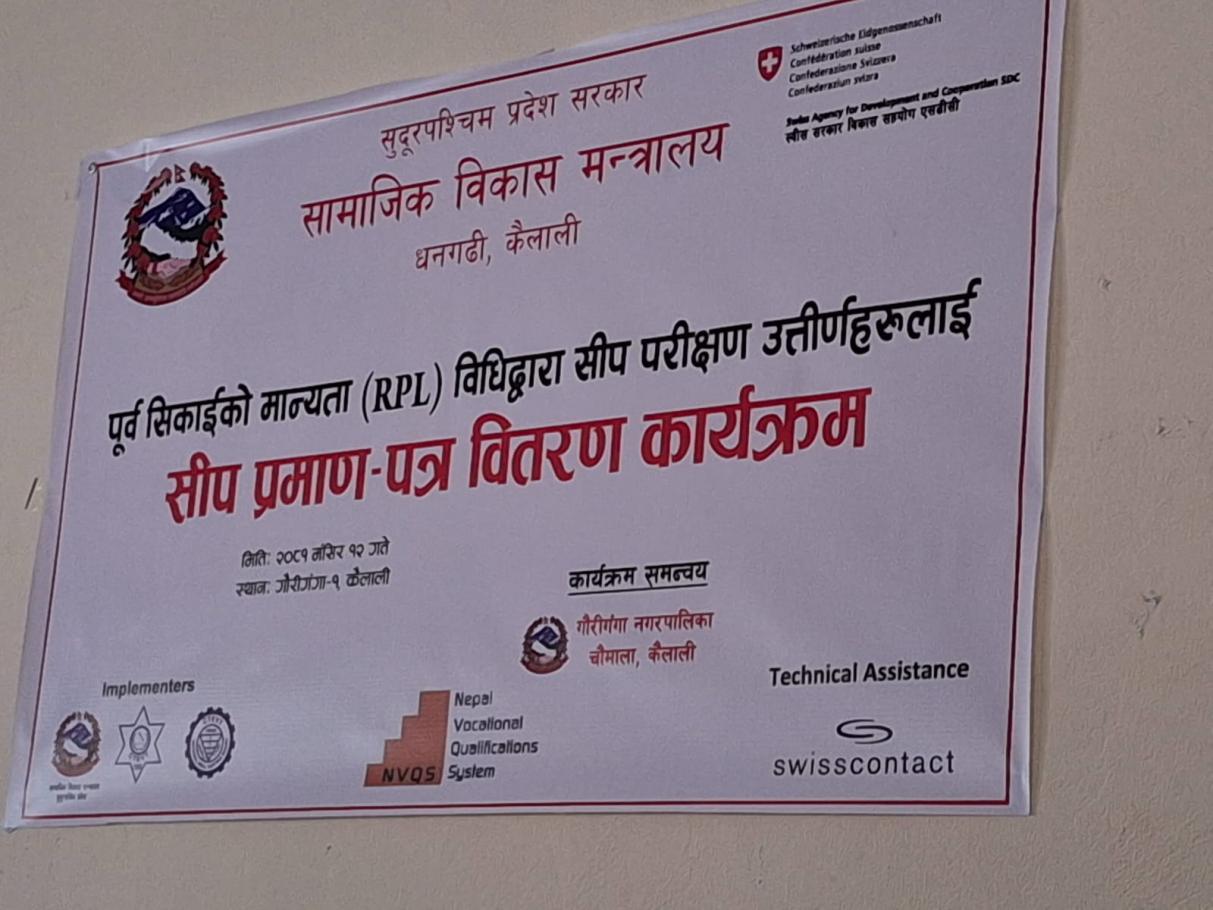 सुदूरपश्चिम प्रदेश सरकार
सामाजिक विकास मन्त्रालय
धनगढी, कैलाली
Schweizerische Eidgenossenschaft
Confédération suisse
Confederazione Svizzera
Confederaziun svizra
Swiss Agency for Development and Cooperation SDC
स्वीस सरकार विकास सहयोग एसडीसी
पूर्व सिकाईको मान्यता (RPL) विधिद्वारा सीप परीक्षण उत्तीर्णहरूलाई
सीप प्रमाण-पत्र वितरण कार्यक्रम
मिति: २०८१ मंसिर १२ गते
स्थान: गौरीगंगा-१ कैलाली
कार्यक्रम समन्वय
गौरीगंगा नगरपालिका
चौमाला, कैलाली
Implementers
NVQS
Nepal
Vocational
Qualifications
System
Technical Assistance
swisscontact